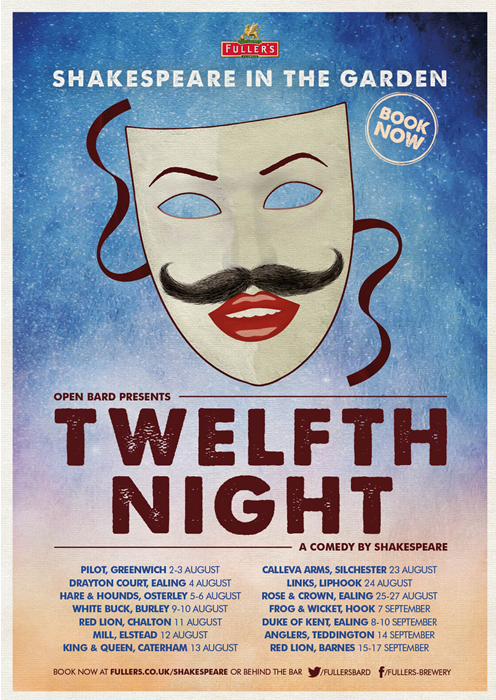 FULLER'S
SHAKESPEARE IN THE GARDEN
BOOK
NOW
OPEN BARD PRESENTS
TWELFTH
NIGHT
A COMEDY BY SHAKESPEARE
PILOT, GREENWICH 2-3 AUGUST
DRAYTON COURT, EALING 4 AUGUST
HARE & HOUNDS, OSTERLEY 5-6 AUGUST
WHITE BUCK, BURLEY 9-10 AUGUST
RED LION, CHALTON 11 AUGUST
MILL, ELSTEAD 12 AUGUST
KING & QUEEN, CATERHAM 13 AUGUST
CALLEVA ARMS, SILCHESTER 23 AUGUST
LINKS, LIPHOOK 24 AUGUST
ROSE & CROWN, EALING 25-27 AUGUST
FROG & WICKET, HOOK 7 SEPTEMBER
DUKE OF KENT, EALING 8-10 SEPTEMBER
ANGLERS, TEDDINGTON 14 SEPTEMBER
RED LION, BARNES 15-17 SEPTEMBER
BOOK NOW AT FULLERS.CO.UK/SHAKESPEARE OR BEHIND THE BAR /FULLERSBARD /FULLERS-BREWERY